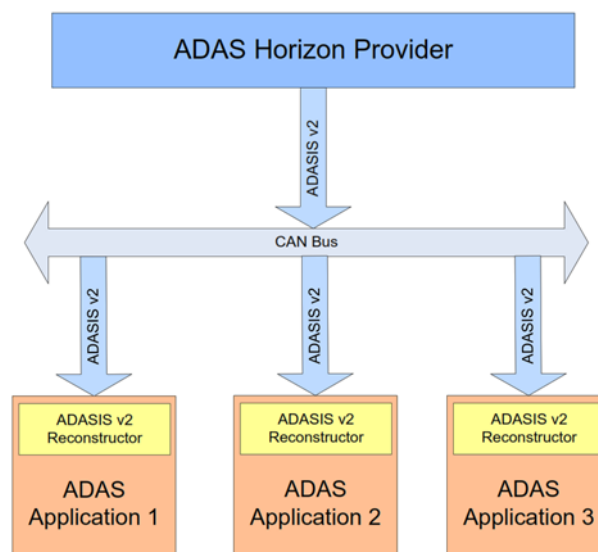 ADAS Horizon Provider
ADASIS v2
CAN Bus
ADASIS v2
ADASIS v2
ADASIS v2
ADASIS v2
Reconstructor
ADAS
Application 1
ADASIS v2
Reconstructor
ADAS
Application 2
ADASIS v2
Reconstructor
ADAS
Application 3